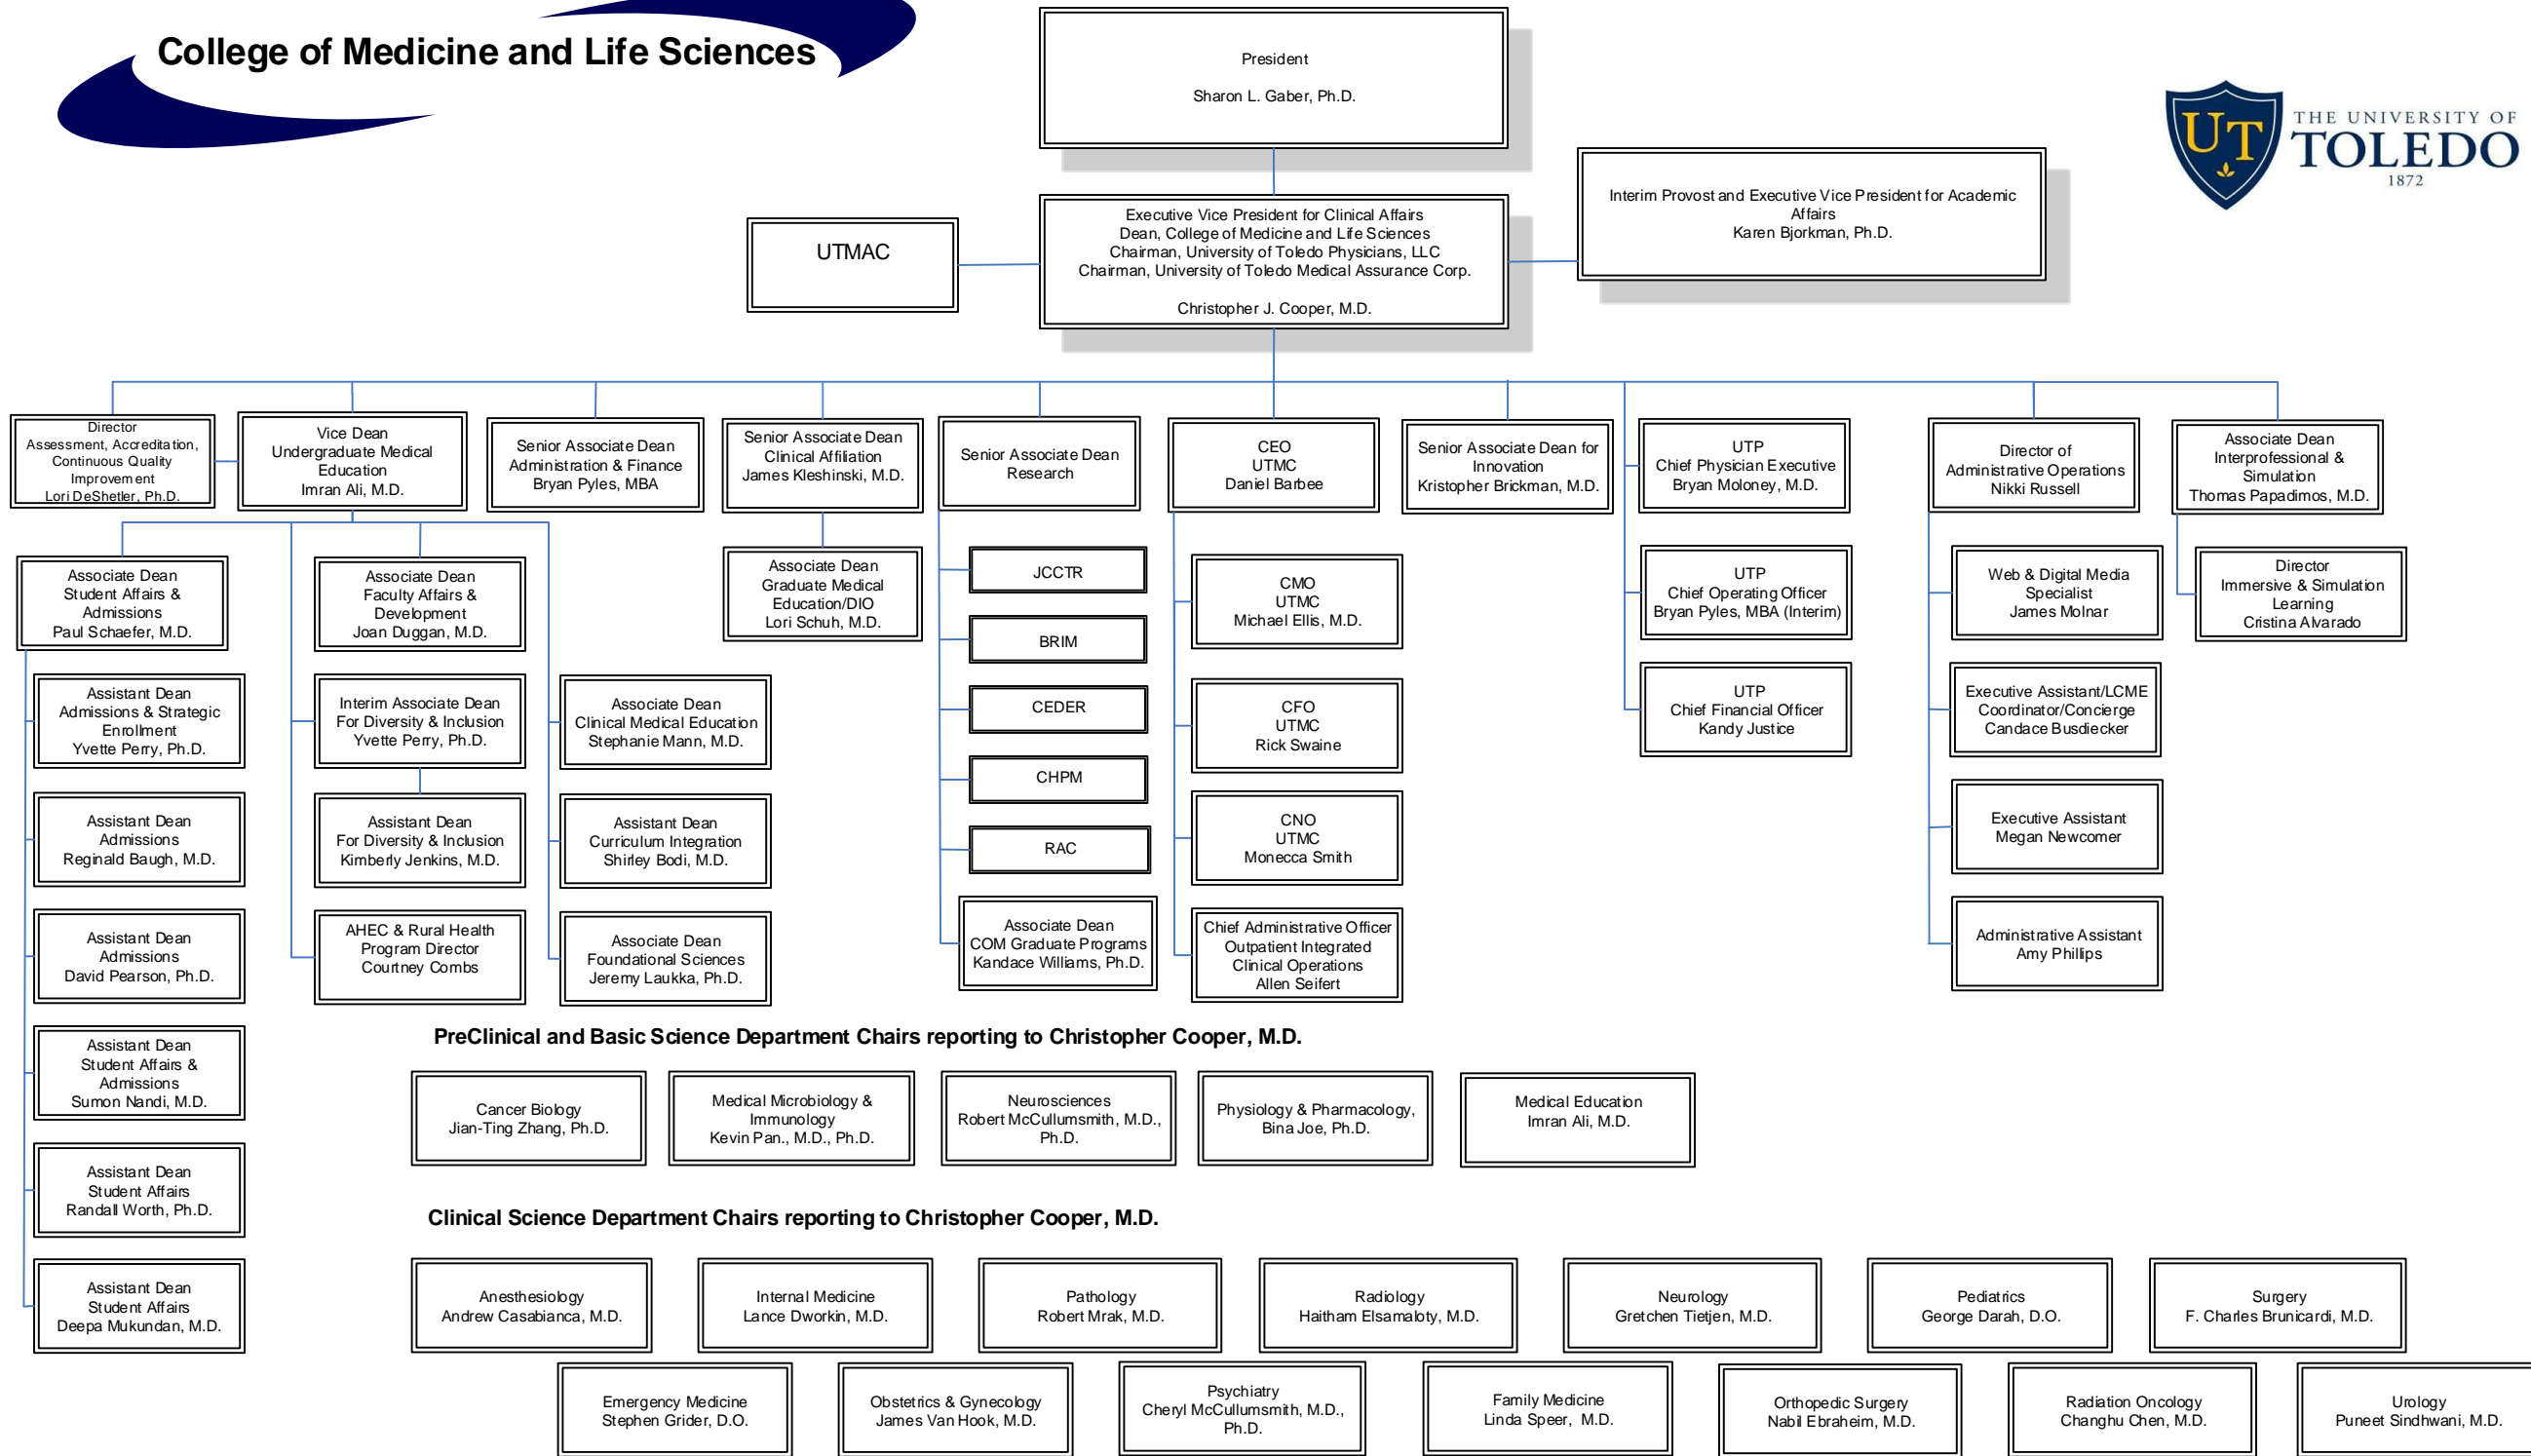 College of Medicine and Life Sciences
President
Sharon L. Gaber, Ph.D.
UT
THE UNIVERSITY OF
TOLEDO
1872
Interim Provost and Executive Vice President for Academic
Affairs
Karen Bjorkman, Ph.D.
Executive Vice President for Clinical Affairs
Dean, College of Medicine and Life Sciences
Chairman, University of Toledo Physicians, LLC
Chairman, University of Toledo Medical Assurance Corp.
Christopher J. Cooper, M.D.
UTMAC
Director
Assessment, Accreditation,
Continuous Quality
Improvement
Lori DeShetler, Ph.D.
Vice Dean
Undergraduate Medical
Education
Imran Ali, M.D.
Senior Associate Dean
Administration & Finance
Bryan Pyles, MBA
Senior Associate Dean
Clinical Affiliation
James Kleshinski, M.D.
Senior Associate Dean
Research
CEO
UTMC
Daniel Barbee
Senior Associate Dean for
Innovation
Kristopher Brickman, M.D.
UTP
Chief Physician Executive
Bryan Moloney, M.D.
Director of
Administrative Operations
Nikki Russell
Associate Dean
Interprofessional &
Simulation
Thomas Papadimos, M.D.
Associate Dean
Student Affairs &
Admissions
Paul Schaefer, M.D.
Associate Dean
Faculty Affairs &
Development
Joan Duggan, M.D.
Associate Dean
Graduate Medical
Education/DIO
Lori Schuh, M.D.
JCCTR
BRIM
CEDER
CHPM
RAC
Associate Dean
COM Graduate Programs
Kandace Williams, Ph.D.
CMO
UTMC
Michael Ellis, M.D.
CFO
UTMC
Rick Swaine
CNO
UTMC
Monecca Smith
Chief Administrative Officer
Outpatient Integrated
Clinical Operations
Allen Seifert
UTP
Chief Operating Officer
Bryan Pyles, MBA (Interim)
UTP
Chief Financial Officer
Kandy Justice
Web & Digital Media
Specialist
James Molnar
Executive Assistant/LCME
Coordinator/Concierge
Candace Busdiecker
Executive Assistant
Megan Newcomer
Administrative Assistant
Amy Phillips
Director
Immersive & Simulation
Learning
Cristina Alvarado
Assistant Dean
Admissions & Strategic
Enrollment
Yvette Perry, Ph.D.
Assistant Dean
Admissions
Reginald Baugh, M.D.
Assistant Dean
Admissions
David Pearson, Ph.D.
Assistant Dean
Student Affairs &
Admissions
Sumon Nandi, M.D.
Assistant Dean
Student Affairs
Randall Worth, Ph.D.
Assistant Dean
Student Affairs
Deepa Mukundan, M.D.
Interim Associate Dean
For Diversity & Inclusion
Yvette Perry, Ph.D.
Assistant Dean
For Diversity & Inclusion
Kimberly Jenkins, M.D.
AHEC & Rural Health
Program Director
Courtney Combs
Associate Dean
Clinical Medical Education
Stephanie Mann, M.D.
Assistant Dean
Curriculum Integration
Shirley Bodi, M.D.
Associate Dean
Foundational Sciences
Jeremy Laukka, Ph.D.
PreClinical and Basic Science Department Chairs reporting to Christopher Cooper, M.D.
Cancer Biology
Jian-Ting Zhang, Ph.D.
Medical Microbiology &
Immunology
Kevin Pan., M.D., Ph.D.
Neurosciences
Robert McCullumsmith, M.D.,
Ph.D.
Physiology & Pharmacology,
Bina Joe, Ph.D.
Medical Education
Imran Ali, M.D.
Clinical Science Department Chairs reporting to Christopher Cooper, M.D.
Anesthesiology
Andrew Casabianca, M.D.
Internal Medicine
Lance Dworkin, M.D.
Pathology
Robert Mrak, M.D.
Radiology
Haitham Elsamaloty, M.D.
Neurology
Gretchen Tietjen, M.D.
Pediatrics
George Darah, D.O.
Surgery
F. Charles Brunicardi, M.D.
Emergency Medicine
Stephen Grider, D.O.
Obstetrics & Gynecology
James Van Hook, M.D.
Psychiatry
Cheryl McCullumsmith, M.D.,
Ph.D.
Family Medicine
Linda Speer, M.D.
Orthopedic Surgery
Nabil Ebraheim, M.D.
Radiation Oncology
Changhu Chen, M.D.
Urology
Puneet Sindhwani, M.D.